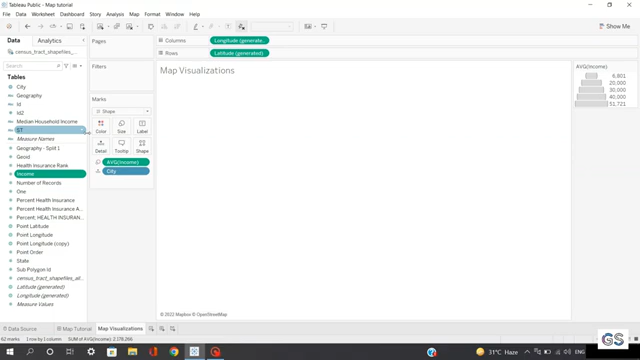 Tableau Public - Map tutorial
File Data Worksheet Dashboard Story Analysis Map Format Window Help
Show Me
Data Analytics
census_tract_shapefiles_...
Search
Tables
City
Geography
Id
Id2
Median Household Income
ST
Measure Names
Geography - Split 1
Geoid
Health Insurance Rank
Income
Number of Records
One
Percent Health Insurance
Percent Health Insurance A...
Percent; HEALTH INSURAN...
Point Latitude
Point Longitude
Point Longitude (copy)
Point Order
State
Sub Polygon Id
census_tract_shapefiles_all...
Latitude (generated)
Longitude (generated)
Measure Values
Pages
Filters
Marks
Shape
Color Size Label
Detail Tooltip Shape
AVG(Income)
City
Columns Longitude (generate..
Rows Latitude (generated)
Map Visualizations
© 2022 Mapbox © OpenStreetMap
AVG(Income)
6,801
20,000
30,000
40,000
51,721
Data Source Map Tutorial Map Visualizations
62 marks 1 row by 1 column SUM of AVG(Income): 2,178,266
31°C Haze ENG
GS